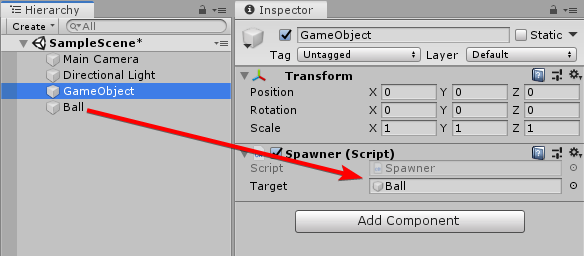 Hierarchy
Create All
SampleScene*
Main Camera
Directional Light
GameObject
Ball
Inspector
GameObject Static
Tag Untagged Layer Default
Transform
Position X 0 Y 0 Z 0
Rotation X 0 Y 0 Z 0
Scale X 1 Y 1 Z 1
Spawner (Script)
Script Spawner
Target Ball
Add Component